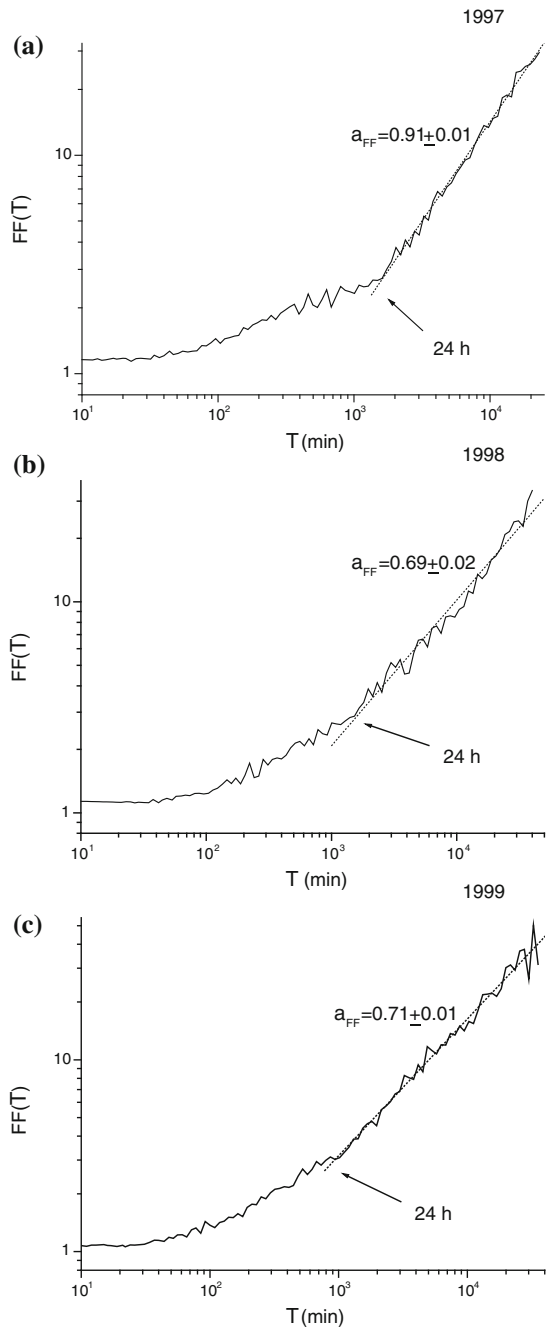 1997
(a)
a_FF=0.91±0.01
10
FF(T)
24 h
1
10^1 10^2 10^3 10^4
T (min)
(b)
1998
a_FF=0.69±0.02
10
FF(T)
24 h
1
10^1 10^2 10^3 10^4
T (min)
1999
(c)
a_FF=0.71±0.01
10
FF(T)
24 h
1
10^1 10^2 10^3 10^4
T (min)